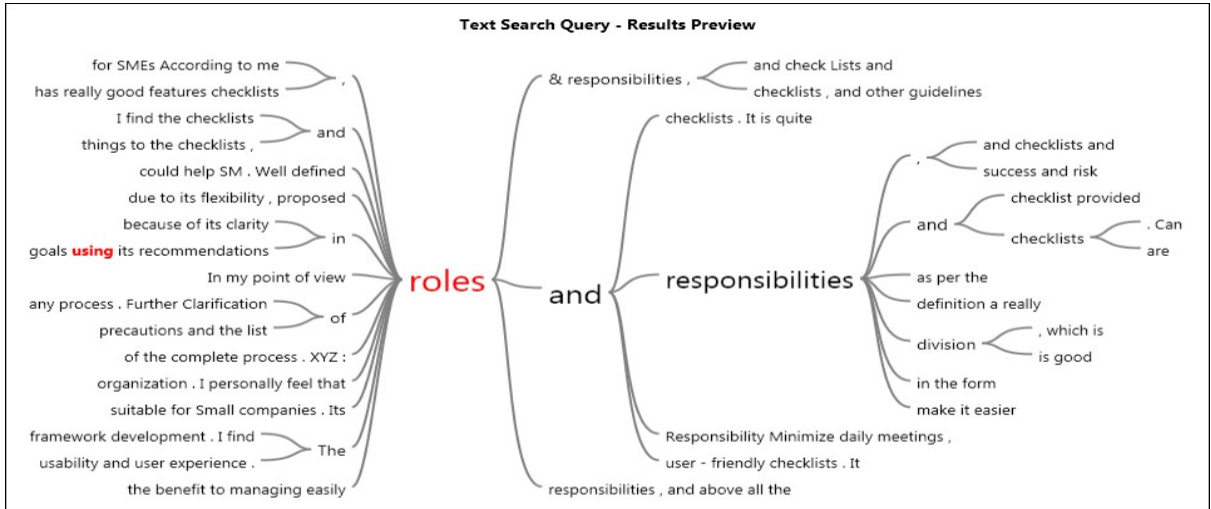 Text Search Query - Results Preview
for SMEs According to me
has really good features checklists
,
I find the checklists
things to the checklists ,
and
could help SM . Well defined
due to its flexibility , proposed
because of its clarity
goals using its recommendations
in
In my point of view
any process . Further Clarification
precautions and the list
of
of the complete process . XYZ :
organization . I personally feel that
suitable for Small companies . Its
framework development . I find
usability and user experience .
The
the benefit to managing easily
roles
& responsibilities ,
and check Lists and
checklists , and other guidelines
and
checklists . It is quite
responsibilities
,
and checklists and
success and risk
and
checklist provided
checklists
. Can
are
as per the
definition a really
division
, which is
is good
in the form
make it easier
Responsibility Minimize daily meetings ,
user - friendly checklists . It
responsibilities , and above all the